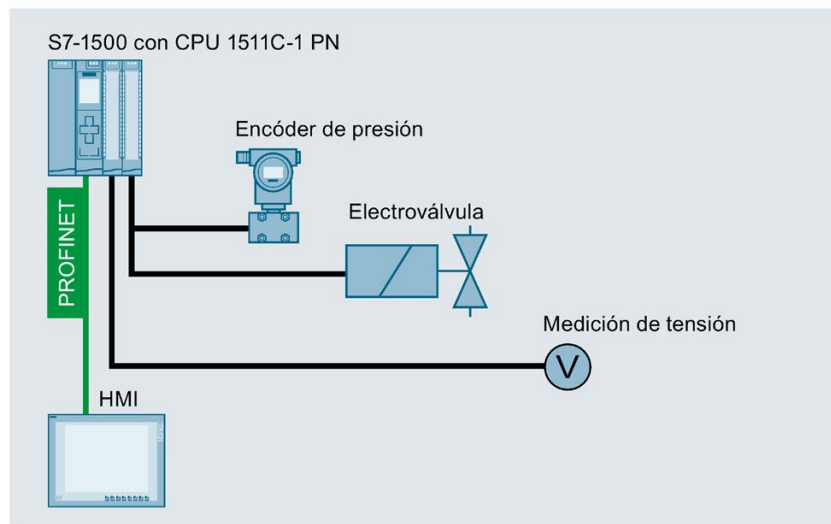 S7-1500 con CPU 1511C-1 PN
Encóder de presión
Electroválvula
PROFINET
Medición de tensión
V
HMI